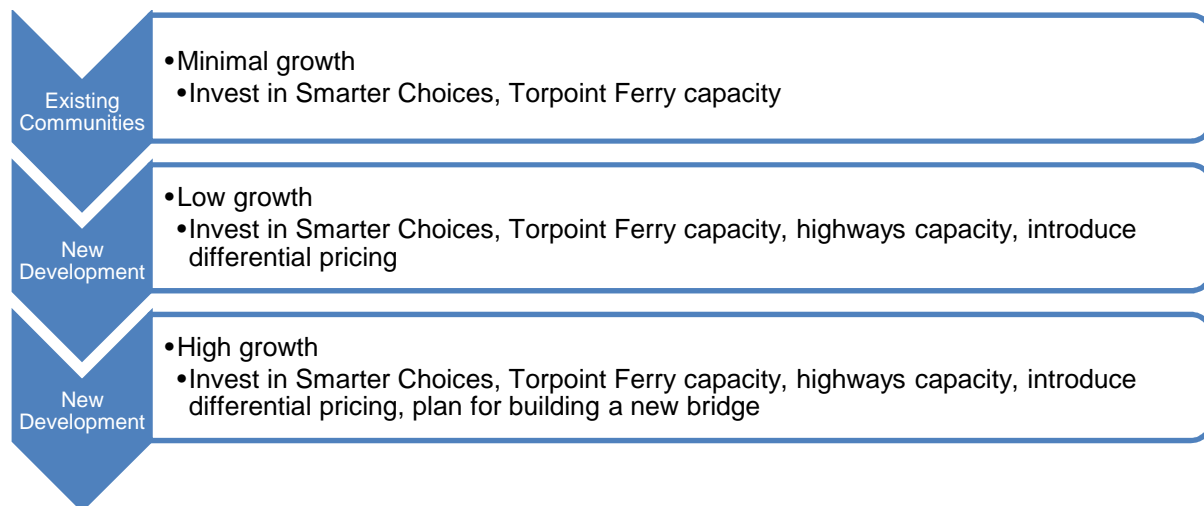 Existing
Communities
•Minimal growth
•Invest in Smarter Choices, Torpoint Ferry capacity
New
Development
•Low growth
•Invest in Smarter Choices, Torpoint Ferry capacity, highways capacity, introduce
differential pricing
New
Development
•High growth
•Invest in Smarter Choices, Torpoint Ferry capacity, highways capacity, introduce
differential pricing, plan for building a new bridge